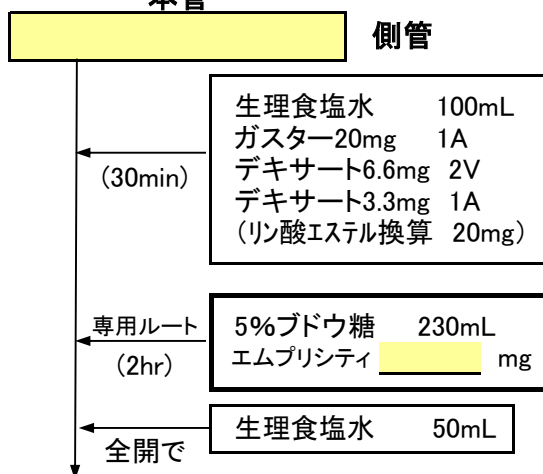 本管
側管
生理食塩水 100mL
ガスター20mg 1A
デキサート6.6mg 2V
デキサート3.3mg 1A
(リン酸エステル換算 20mg)
(30min)
専用ルート
(2hr)
5%ブドウ糖 230mL
エムプリシティ mg
生理食塩水 50mL
全開で